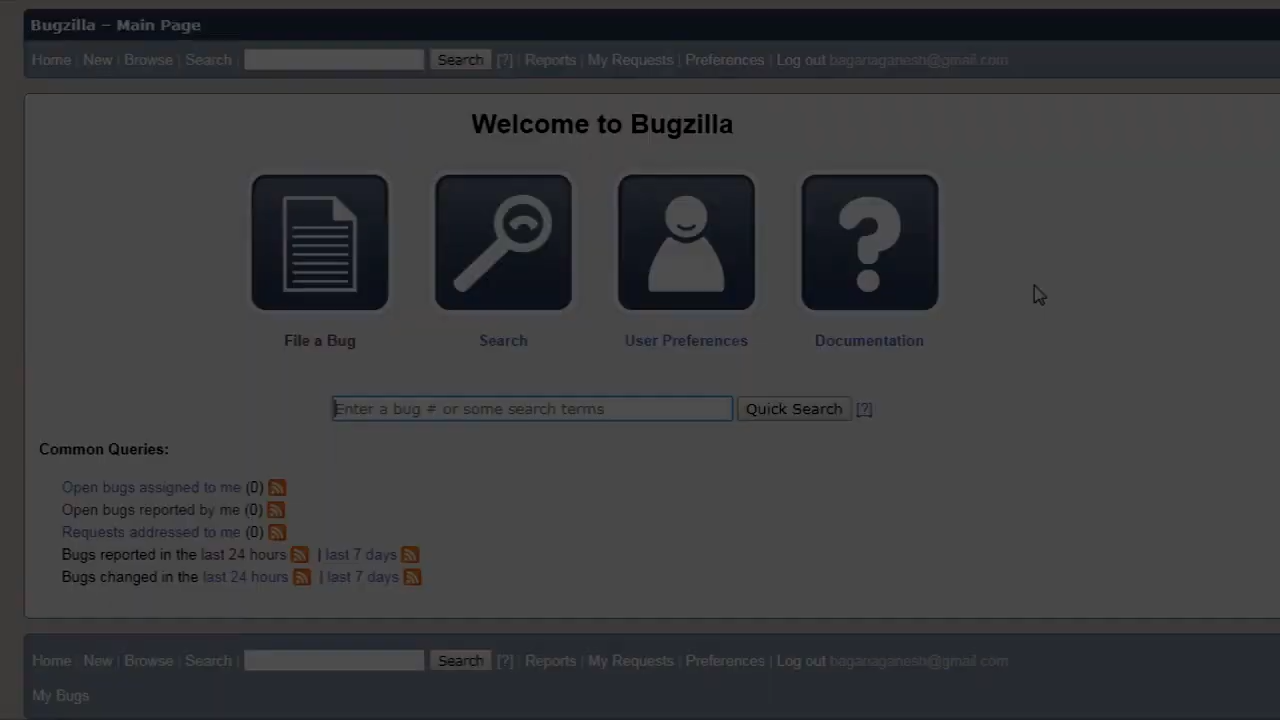 Bugzilla – Main Page
Home | New | Browse | Search | Search [?] | Reports | My Requests | Preferences | Log out
Welcome to Bugzilla
File a Bug Search User Preferences Documentation
Enter a bug # or some search terms Quick Search [?]
Common Queries:
Open bugs assigned to me (0)
Open bugs reported by me (0)
Requests addressed to me (0)
Bugs reported in the last 24 hours | last 7 days
Bugs changed in the last 24 hours | last 7 days
Home | New | Browse | Search | Search [?] | Reports | My Requests | Preferences | Log out
My Bugs